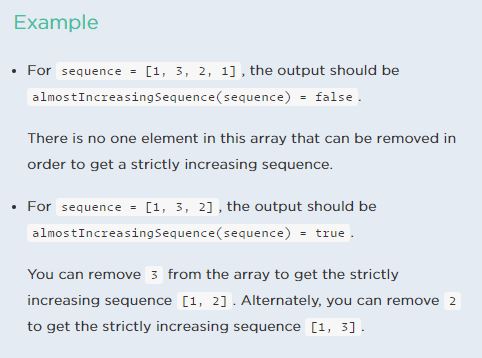 Example
• For sequence = [1, 3, 2, 1], the output should be
almostIncreasingSequence(sequence) = false.
There is no one element in this array that can be removed in
order to get a strictly increasing sequence.
• For sequence = [1, 3, 2], the output should be
almostIncreasingSequence(sequence) = true.
You can remove 3 from the array to get the strictly
increasing sequence [1, 2]. Alternately, you can remove 2
to get the strictly increasing sequence [1, 3].